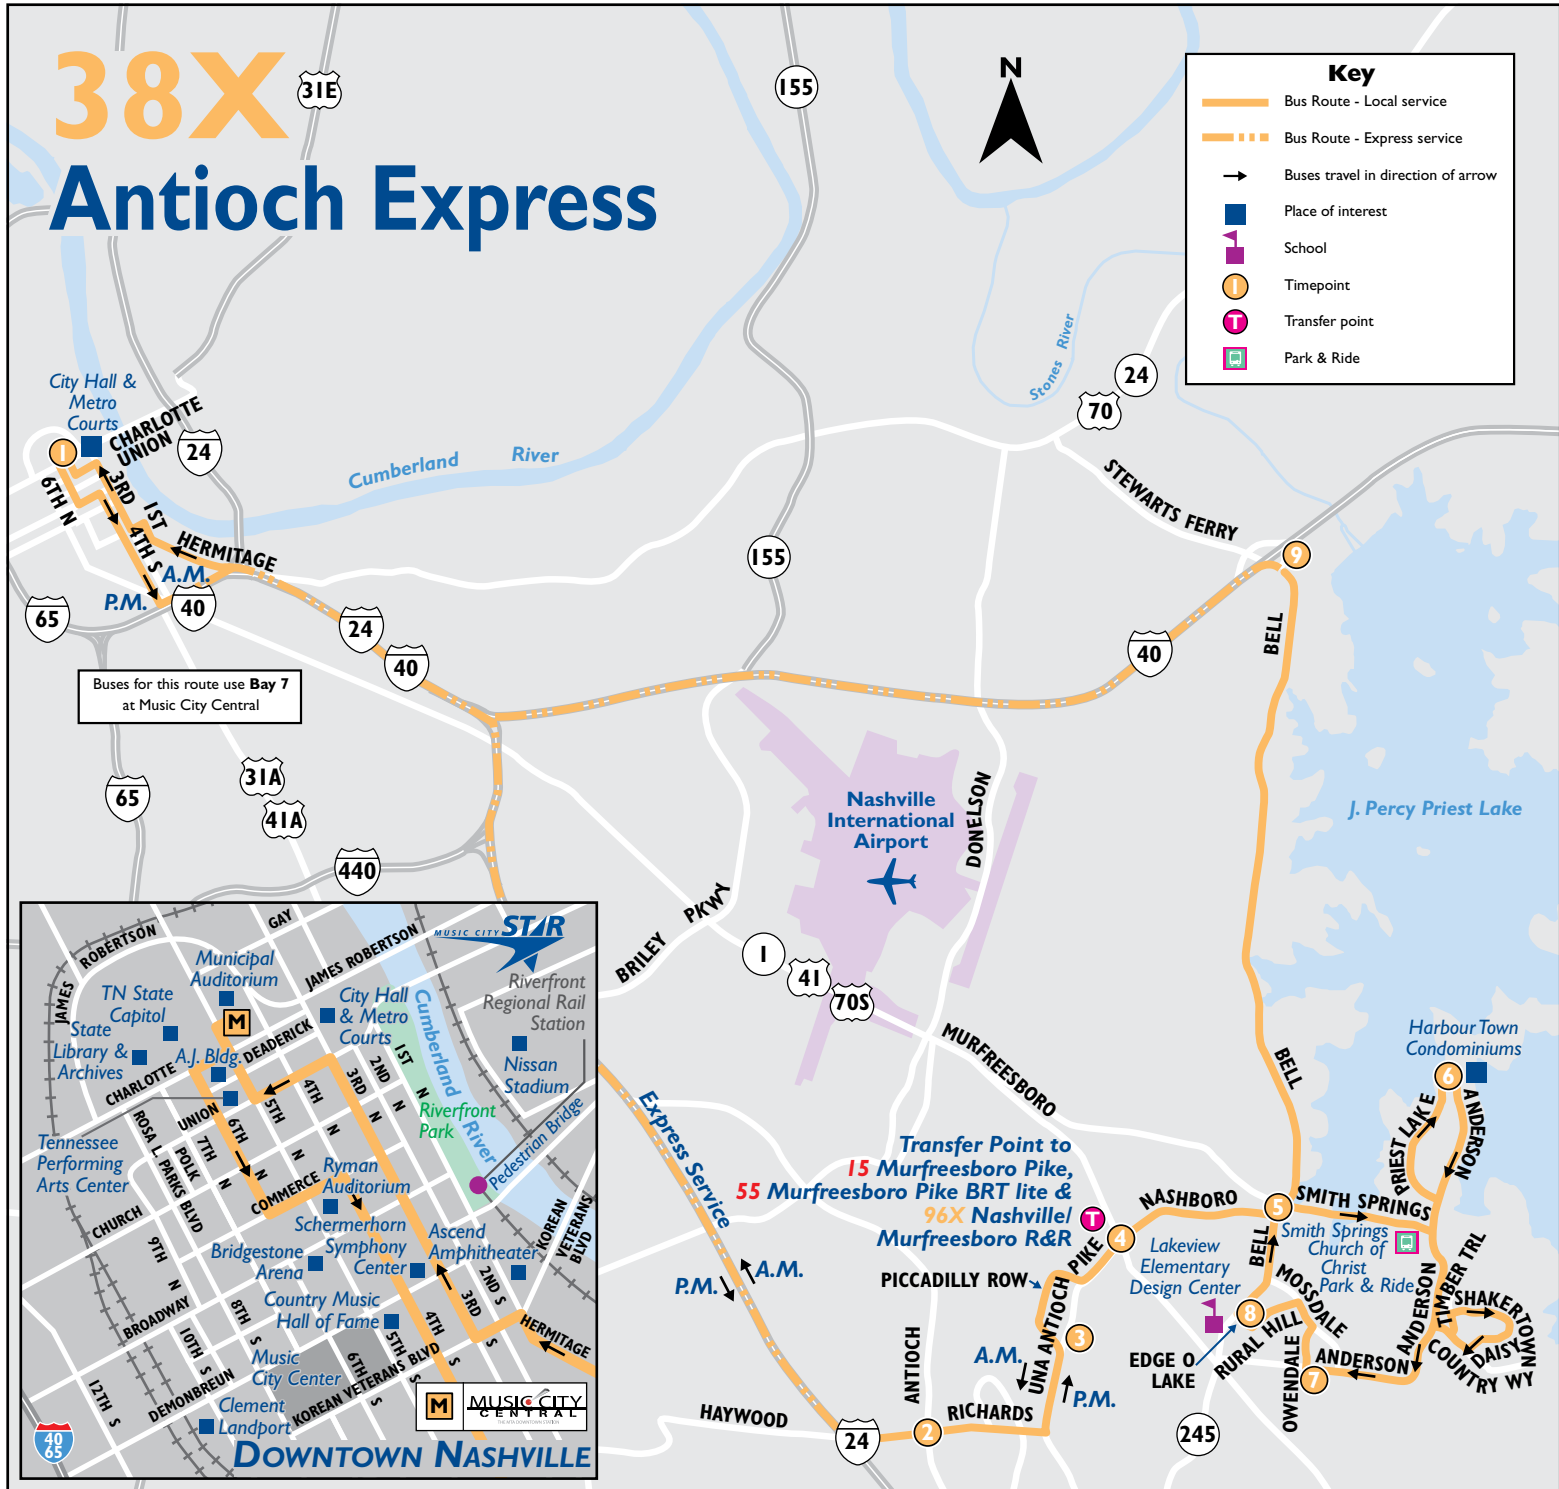 38X
Antioch Express
31E
155
N
Key
Bus Route - Local service
Bus Route - Express service
Buses travel in direction of arrow
Place of interest
School
1
Timepoint
T
Transfer point
Park & Ride
City Hall &
Metro
Courts
CHARLOTTE
UNION
24
1
6TH N
3RD
1ST
4TH S
HERMITAGE
A.M.
P.M.
40
65
24
40
Cumberland River
Stones River
24
70
STEWARTS FERRY
155
9
BELL
40
Buses for this route use Bay 7
at Music City Central
31A
41A
65
440
Nashville
International
Airport
DONELSON
J. Percy Priest Lake
BRILEY PKWY
1
41
70S
MURFREESBORO
BELL
Harbour Town
Condominiums
6
PRIEST LAKE
ANDERSON
Express Service
Transfer Point to
15 Murfreesboro Pike,
55 Murfreesboro Pike BRT lite &
96X Nashville/
Murfreesboro R&R
T
4
NASHBORO
5
SMITH SPRINGS
Smith Springs
Church of
Christ
Park & Ride
Lakeview
Elementary
Design Center
BELL
PIKE
PICCADILLY ROW
P.M.
A.M.
MOSSDALE
8
RURAL HILL
EDGE O
LAKE
TIMBER TRL
ANDERSON
SHAKERTOWN
DAISY
COUNTRY WY
3
UNA ANTIOCH
A.M.
P.M.
ANDERSON
7
OWENDALE
ANTIOCH
HAYWOOD
24
2
RICHARDS
245
JAMES
ROBERTSON
GAY
JAMES ROBERTSON
MUSIC CITY STAR
Riverfront
Regional Rail
Station
Municipal
Auditorium
TN State
Capitol
State
Library &
Archives
M
City Hall
& Metro
Courts
A.J. Bldg.
DEADERICK
CHARLOTTE
Cumberland
River
Nissan
Stadium
1ST N
2ND N
3RD N
4TH N
5TH N
6TH N
7TH N
UNION
ROSA L. PARKS BLVD
POLK
Riverfront
Park
Pedestrian Bridge
Tennessee
Performing
Arts Center
COMMERCE
Ryman
Auditorium
CHURCH
Schermerhorn
Symphony
Center
Ascend
Amphitheater
KOREAN
VETERANS
BLVD
9TH N
Bridgestone
Arena
BROADWAY
8TH S
Country Music
Hall of Fame
2ND S
3RD S
4TH S
5TH S
6TH S
HERMITAGE
10TH S
Music
City Center
12TH S
DEMONBREUN
KOREAN VETERANS BLVD
Clement
Landport
M
MUSIC CITY
CENTRAL
40
65
DOWNTOWN NASHVILLE